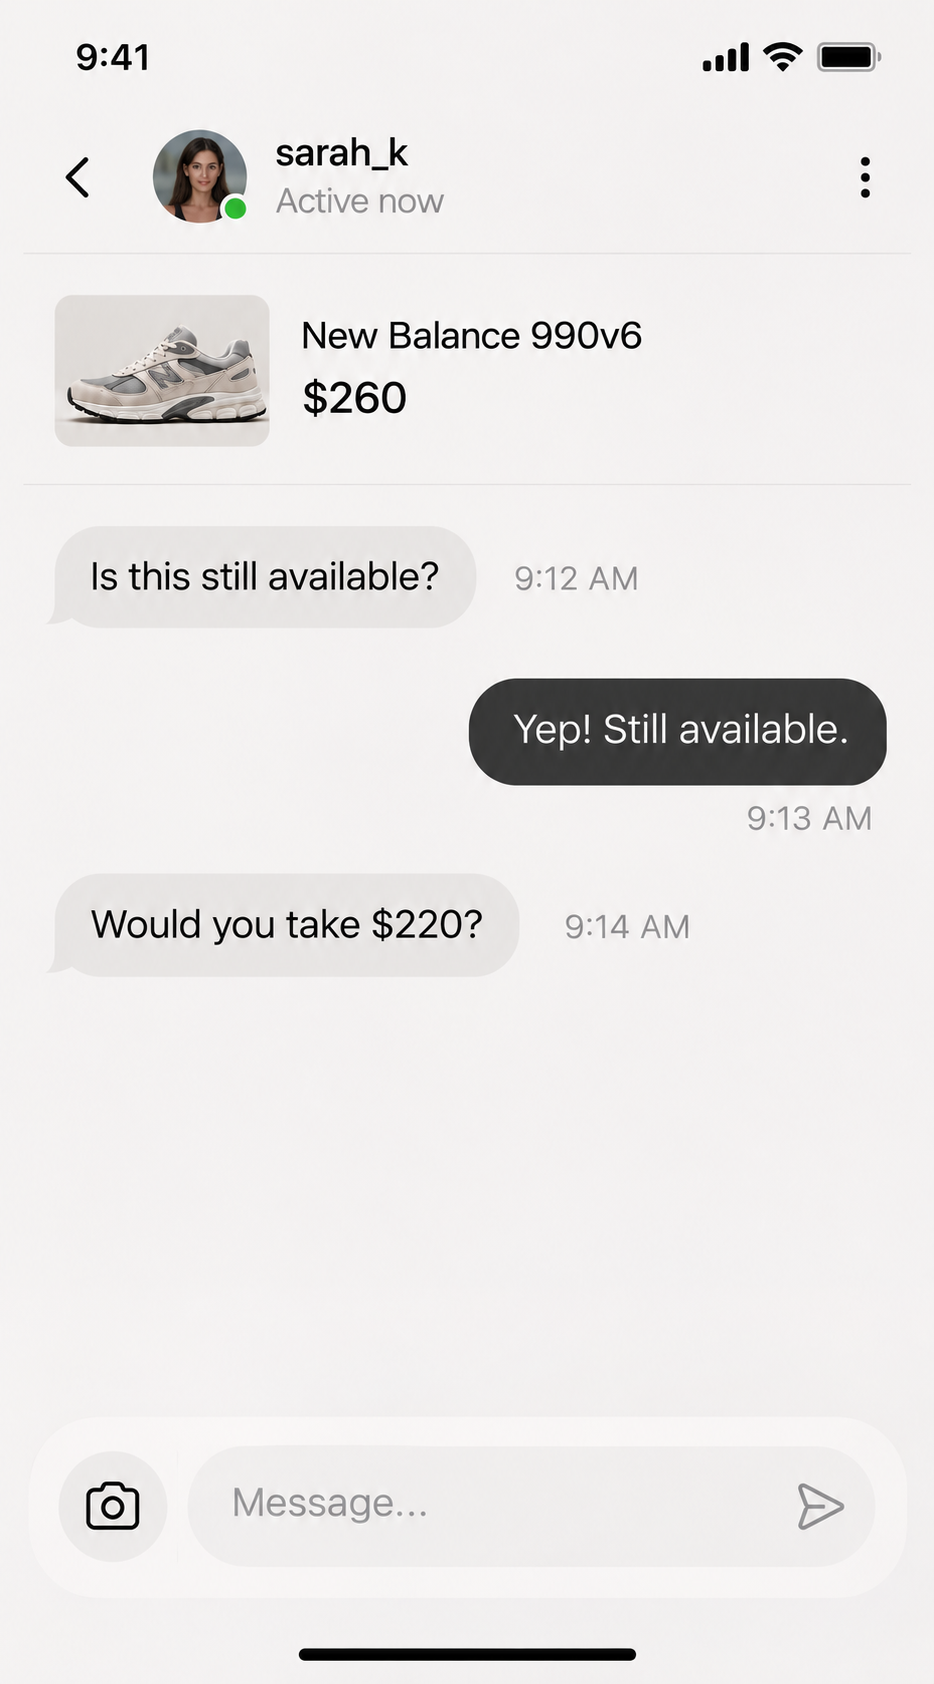 9:41
sarah_k
Active now
New Balance 990v6
$260
Is this still available?
9:12 AM
Yep! Still available.
9:13 AM
Would you take $220?
9:14 AM
Message...